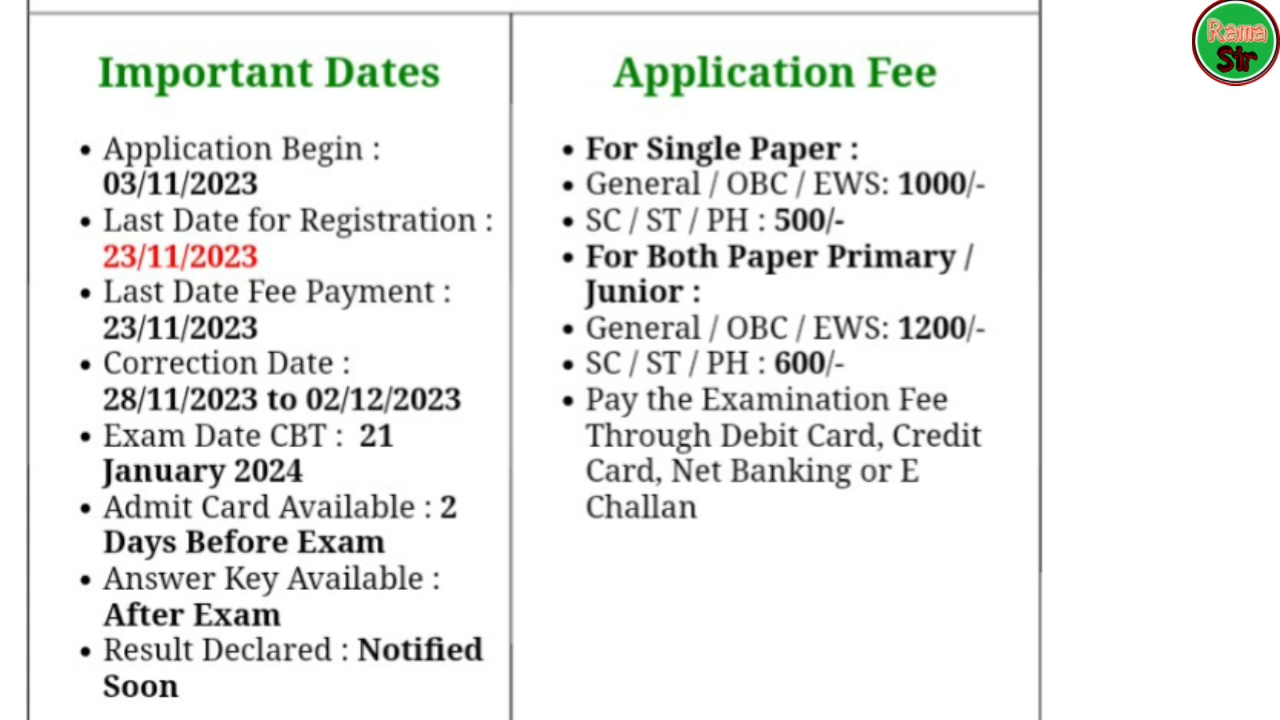 Important Dates
Application Begin :
03/11/2023
Last Date for Registration :
23/11/2023
Last Date Fee Payment :
23/11/2023
Correction Date :
28/11/2023 to 02/12/2023
Exam Date CBT : 21
January 2024
Admit Card Available : 2
Days Before Exam
Answer Key Available :
After Exam
Result Declared : Notified
Soon
Application Fee
For Single Paper :
General / OBC / EWS: 1000/-
SC / ST / PH : 500/-
For Both Paper Primary /
Junior :
General / OBC / EWS: 1200/-
SC / ST / PH : 600/-
Pay the Examination Fee
Through Debit Card, Credit
Card, Net Banking or E
Challan
Rama
Sir